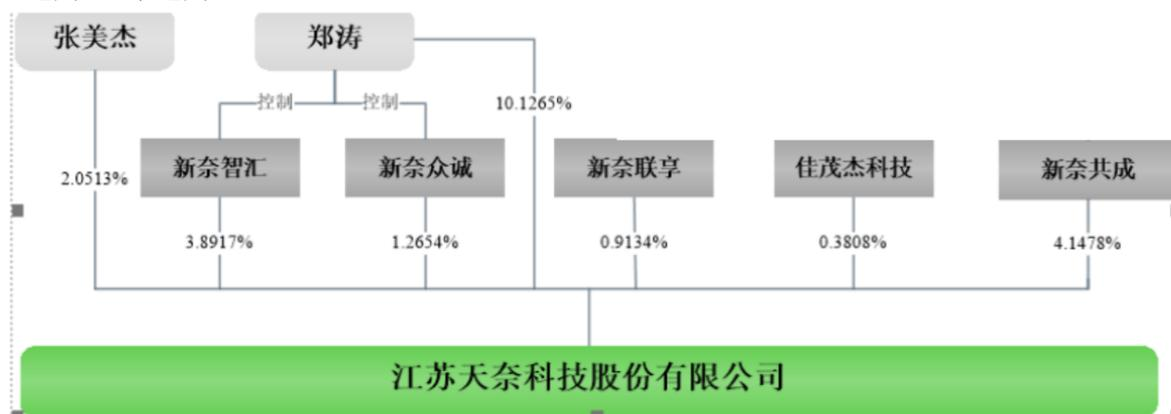 张美杰
郑涛
控制
控制
10.1265%
新奈智汇
新奈众诚
新奈联享
佳茂杰科技
新奈共成
2.0513%
3.8917%
1.2654%
0.9134%
0.3808%
4.1478%
江苏天奈科技股份有限公司